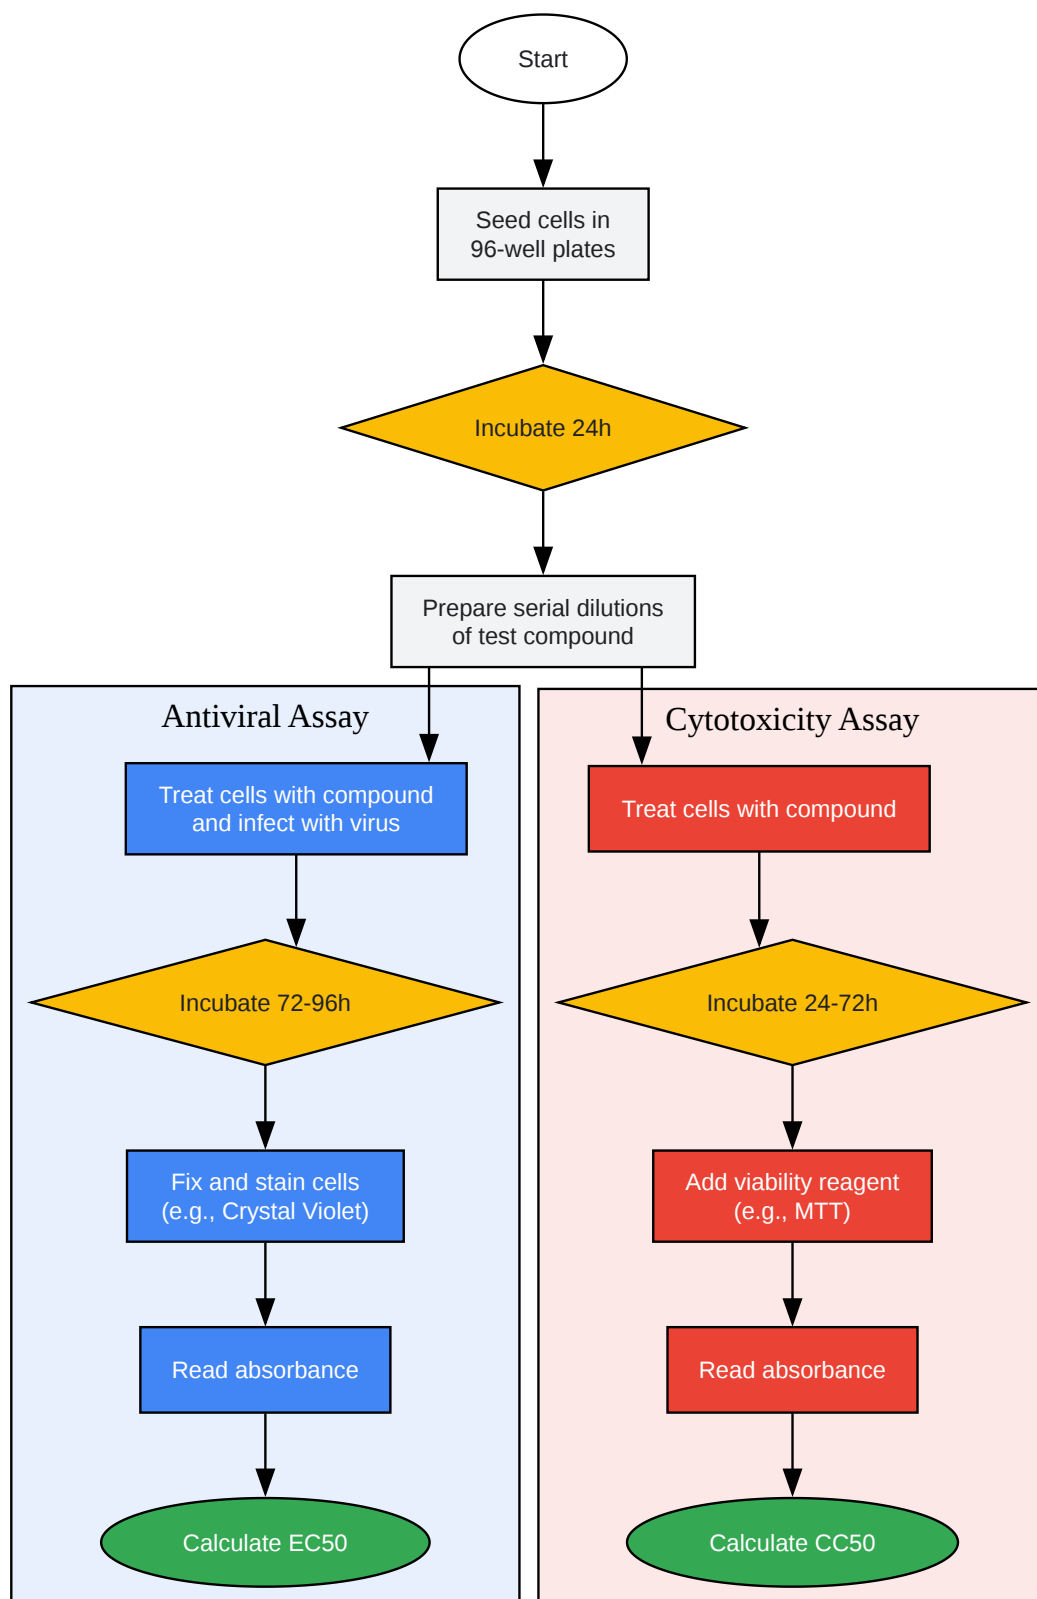 Start
Seed cells in
96-well plates
Incubate 24h
Prepare serial dilutions
of test compound
Antiviral Assay
Treat cells with compound
and infect with virus
Incubate 72-96h
Fix and stain cells
(e.g., Crystal Violet)
Read absorbance
Calculate EC50
Cytotoxicity Assay
Treat cells with compound
Incubate 24-72h
Add viability reagent
(e.g., MTT)
Read absorbance
Calculate CC50